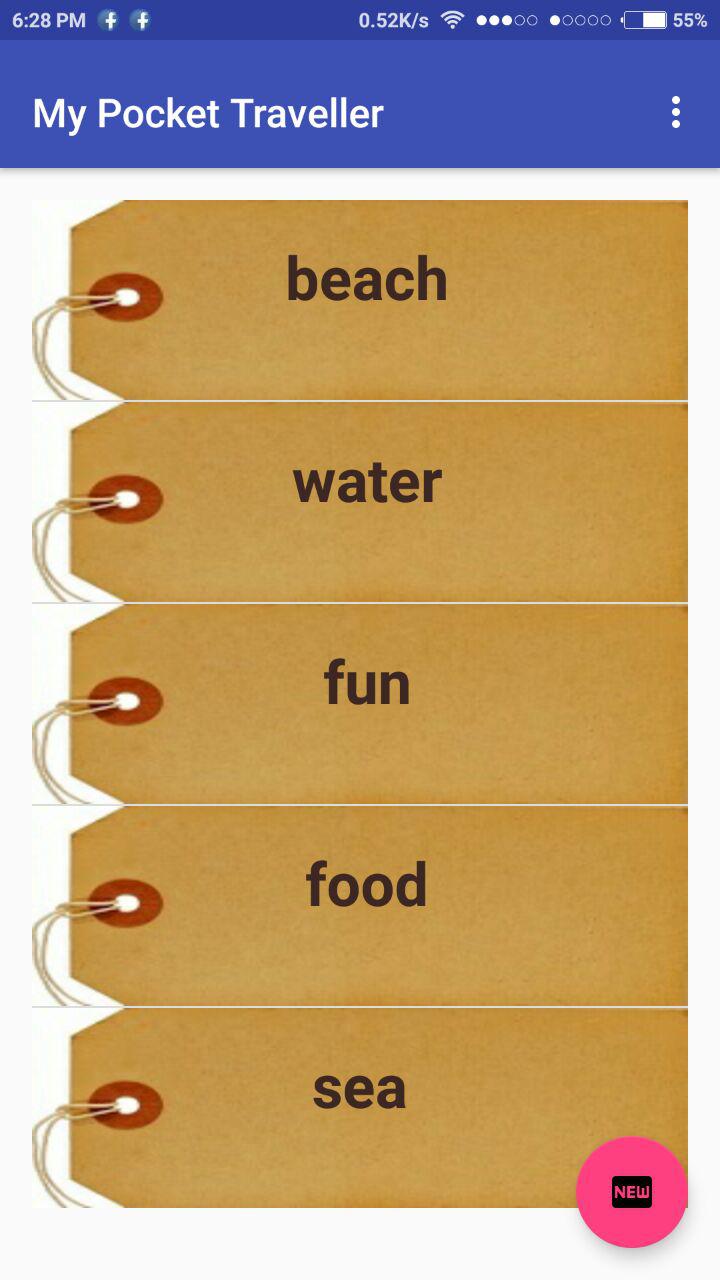 6:28 PM 0.52K/s 55%
My Pocket Traveller
beach
water
fun
food
sea
NEW